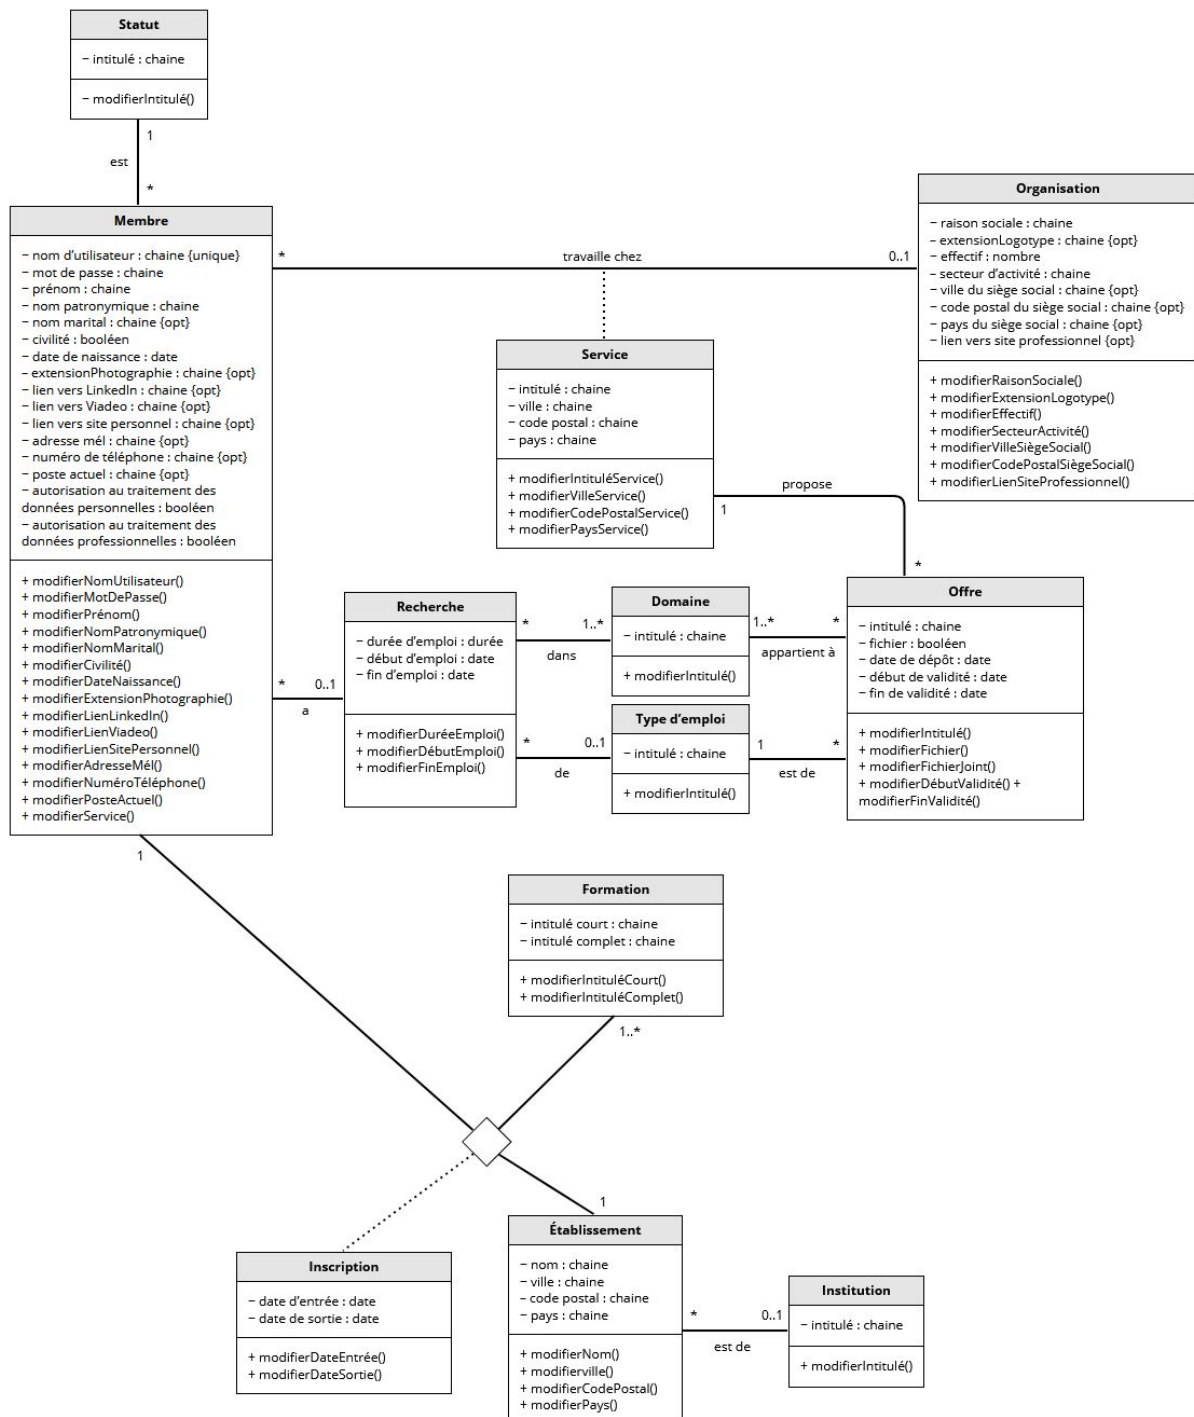 Statut
− intitulé : chaine
− modifierIntitulé()
1
est
*
Membre
− nom d’utilisateur : chaine {unique}
− mot de passe : chaine
− prénom : chaine
− nom patronymique : chaine
− nom marital : chaine {opt}
− civilité : booléen
− date de naissance : date
− extensionPhotographie : chaine {opt}
− lien vers LinkedIn : chaine {opt}
− lien vers Viadeo : chaine {opt}
− lien vers site personnel : chaine {opt}
− adresse mél : chaine {opt}
− numéro de téléphone : chaine {opt}
− poste actuel : chaine {opt}
− autorisation au traitement des
données personnelles : booléen
− autorisation au traitement des
données professionnelles : booléen
+ modifierNomUtilisateur()
+ modifierMotDePasse()
+ modifierPrénom()
+ modifierNomPatronymique()
+ modifierNomMarital()
+ modifierCivilité()
+ modifierDateNaissance()
+ modifierExtensionPhotographie()
+ modifierLienLinkedIn()
+ modifierLienViadeo()
+ modifierLienSitePersonnel()
+ modifierAdresseMél()
+ modifierNuméroTéléphone()
+ modifierPosteActuel()
+ modifierService()
*
travaille chez
0..1
Organisation
− raison sociale : chaine
− extensionLogotype : chaine {opt}
− effectif : nombre
− secteur d’activité : chaine
− ville du siège social : chaine {opt}
− code postal du siège social : chaine {opt}
− pays du siège social : chaine {opt}
− lien vers site professionnel {opt}
+ modifierRaisonSociale()
+ modifierExtensionLogotype()
+ modifierEffectif()
+ modifierSecteurActivité()
+ modifierVilleSiègeSocial()
+ modifierCodePostalSiègeSocial()
+ modifierLienSiteProfessionnel()
Service
− intitulé : chaine
− ville : chaine
− code postal : chaine
− pays : chaine
+ modifierIntituléService()
+ modifierVilleService()
+ modifierCodePostalService()
+ modifierPaysService()
propose
1
*
Recherche
− durée d’emploi : durée
− début d’emploi : date
− fin d’emploi : date
+ modifierDuréeEmploi()
+ modifierDébutEmploi()
+ modifierFinEmploi()
* 0..1
a
* 1..*
dans
Domaine
− intitulé : chaine
+ modifierIntitulé()
1..* *
appartient à
Offre
− intitulé : chaine
− fichier : booléen
− date de dépôt : date
− début de validité : date
− fin de validité : date
+ modifierIntitulé()
+ modifierFichier()
+ modifierFichierJoint()
+ modifierDébutValidité() +
modifierFinValidité()
* 0..1
de
Type d’emploi
− intitulé : chaine
+ modifierIntitulé()
1 *
est de
1
Formation
− intitulé court : chaine
− intitulé complet : chaine
+ modifierIntituléCourt()
+ modifierIntituléComplet()
1..*
1
Inscription
− date d’entrée : date
− date de sortie : date
+ modifierDateEntrée()
+ modifierDateSortie()
Établissement
− nom : chaine
− ville : chaine
− code postal : chaine
− pays : chaine
+ modifierNom()
+ modifierville()
+ modifierCodePostal()
+ modifierPays()
* 0..1
est de
Institution
− intitulé : chaine
+ modifierIntitulé()